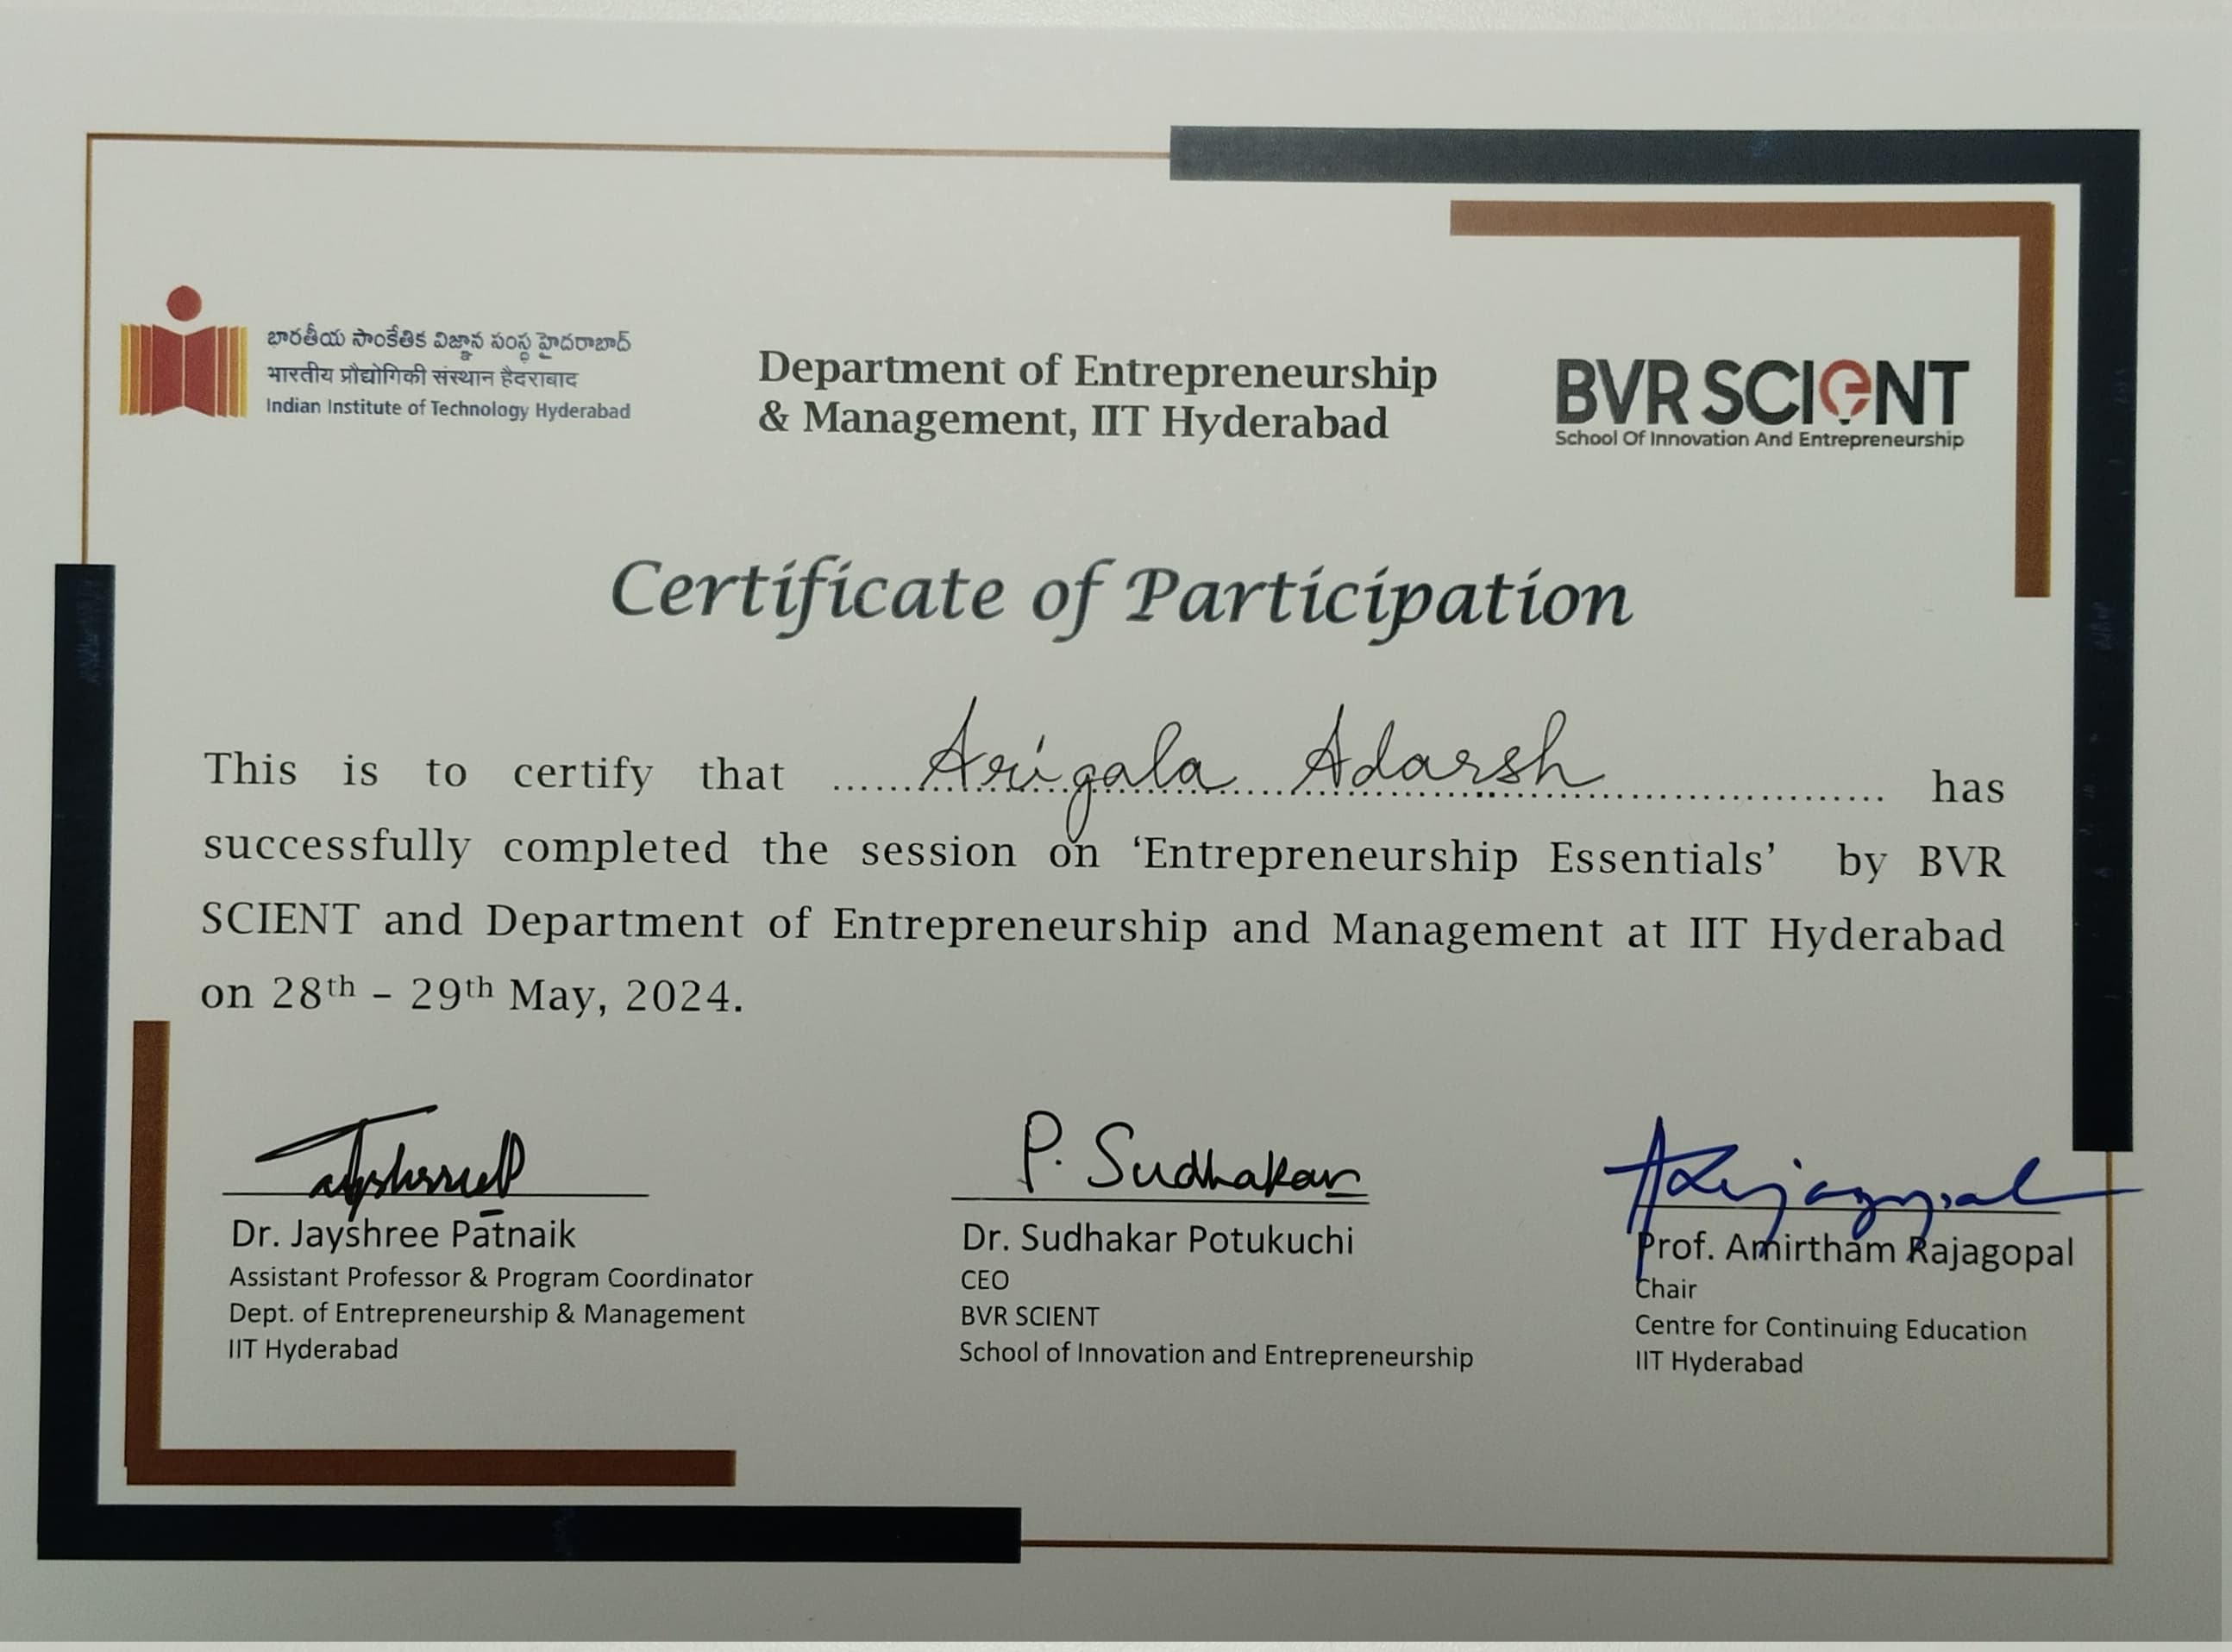 భారతీయ సాంకేతిక విజ్ఞాన సంస్థ హైదరాబాద్
भारतीय प्रौद्योगिकी संस्थान हैदराबाद
Indian Institute of Technology Hyderabad
Department of Entrepreneurship
& Management, IIT Hyderabad
BVR SCIENT
School Of Innovation And Entrepreneurship
Certificate of Participation
This is to certify that ......Arigala Adarsh...... has
successfully completed the session on ‘Entrepreneurship Essentials’ by BVR
SCIENT and Department of Entrepreneurship and Management at IIT Hyderabad
on 28th – 29th May, 2024.
Jayshree P
Dr. Jayshree Patnaik
Assistant Professor & Program Coordinator
Dept. of Entrepreneurship & Management
IIT Hyderabad
P. Sudhakar
Dr. Sudhakar Potukuchi
CEO
BVR SCIENT
School of Innovation and Entrepreneurship
A Rajagopal
Prof. Amirtham Rajagopal
Chair
Centre for Continuing Education
IIT Hyderabad